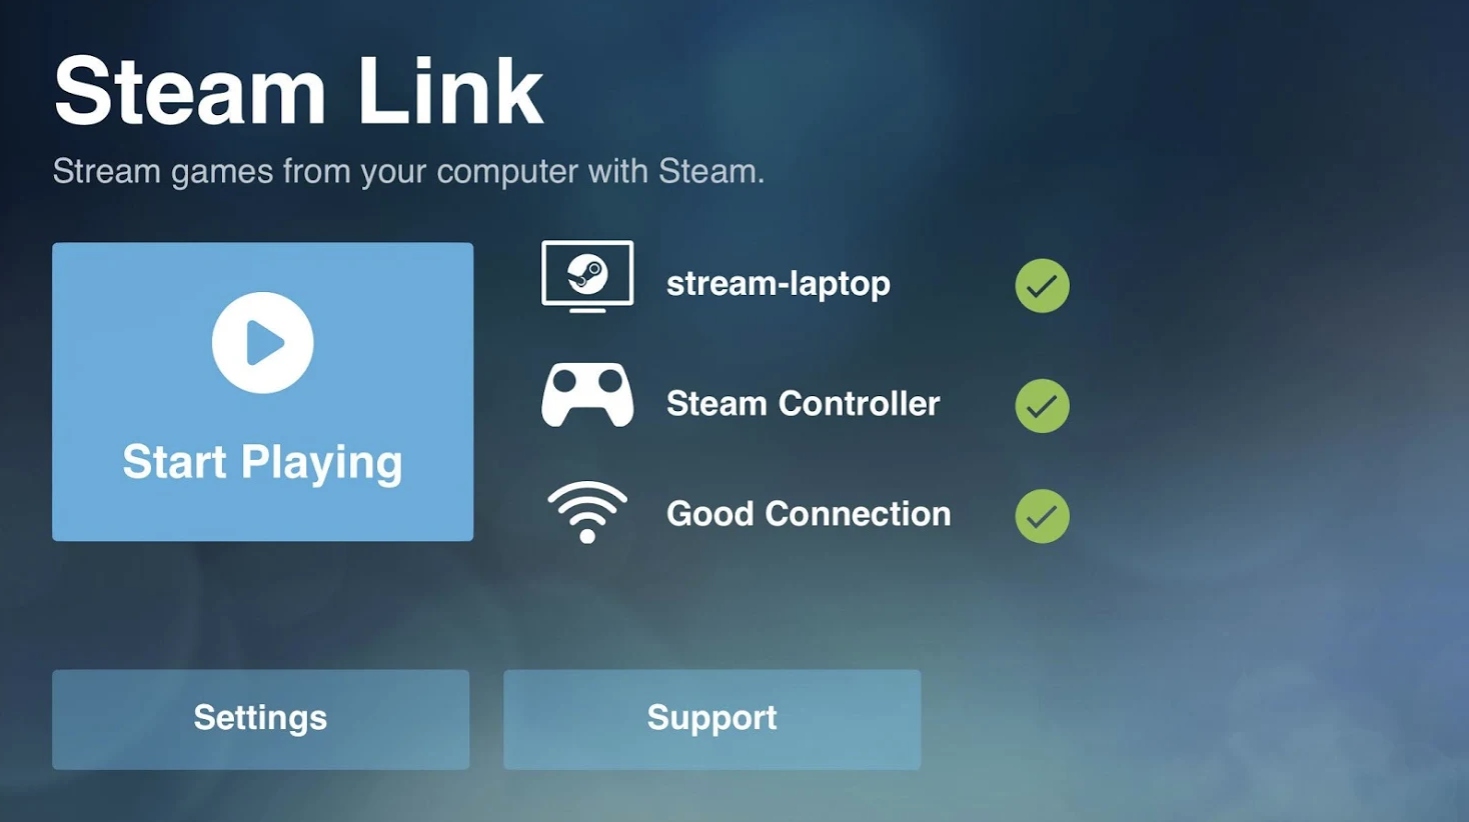 Steam Link
Stream games from your computer with Steam.
Start Playing
stream-laptop
Steam Controller
Good Connection
Settings
Support